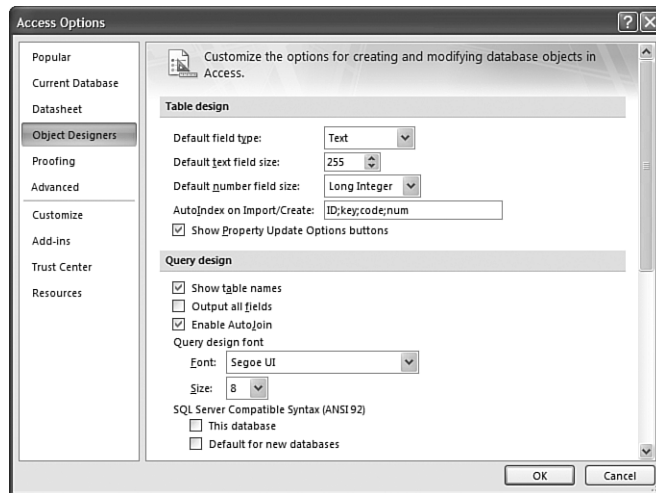 Access Options
Popular
Current Database
Datasheet
Object Designers
Proofing
Advanced
Customize
Add-ins
Trust Center
Resources
Customize the options for creating and modifying database objects in
Access.
Table design
Default field type: Text
Default text field size: 255
Default number field size: Long Integer
AutoIndex on Import/Create: ID;key;code;num
Show Property Update Options buttons
Query design
Show table names
Output all fields
Enable AutoJoin
Query design font
Font: Segoe UI
Size: 8
SQL Server Compatible Syntax (ANSI 92)
This database
Default for new databases
OK Cancel